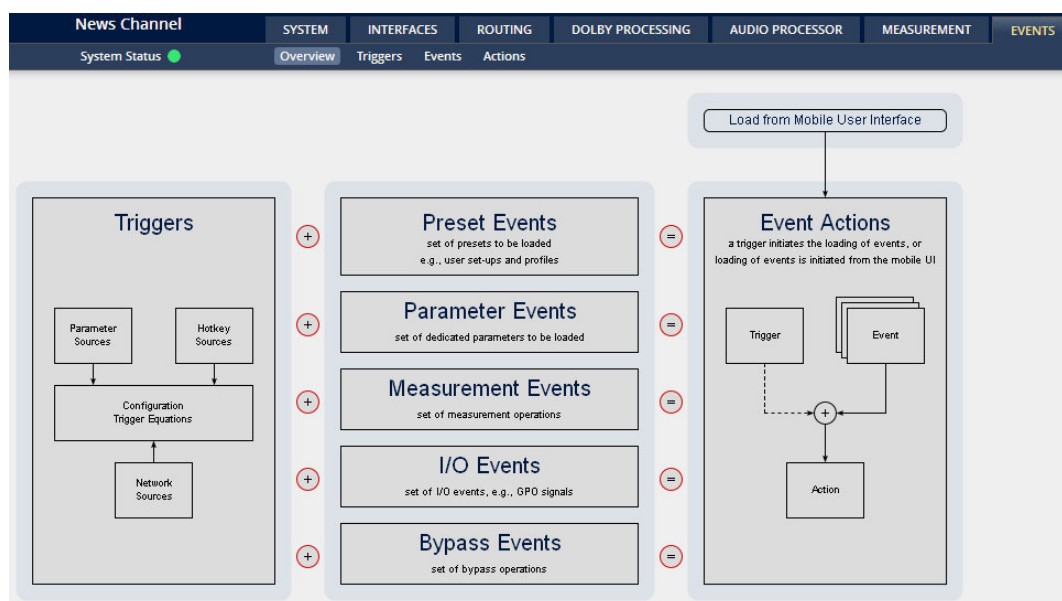 News Channel
SYSTEM INTERFACES ROUTING DOLBY PROCESSING AUDIO PROCESSOR MEASUREMENT EVENTS
System Status Overview Triggers Events Actions
Load from Mobile User Interface
Triggers
Parameter
Sources
Hotkey
Sources
Configuration
Trigger Equations
Network
Sources
+
+
+
+
+
Preset Events
set of presets to be loaded
e.g., user set-ups and profiles
Parameter Events
set of dedicated parameters to be loaded
Measurement Events
set of measurement operations
I/O Events
set of I/O events, e.g., GPO signals
Bypass Events
set of bypass operations
=
=
=
=
=
Event Actions
a trigger initiates the loading of events, or
loading of events is initiated from the mobile UI
Trigger
Event
+
Action